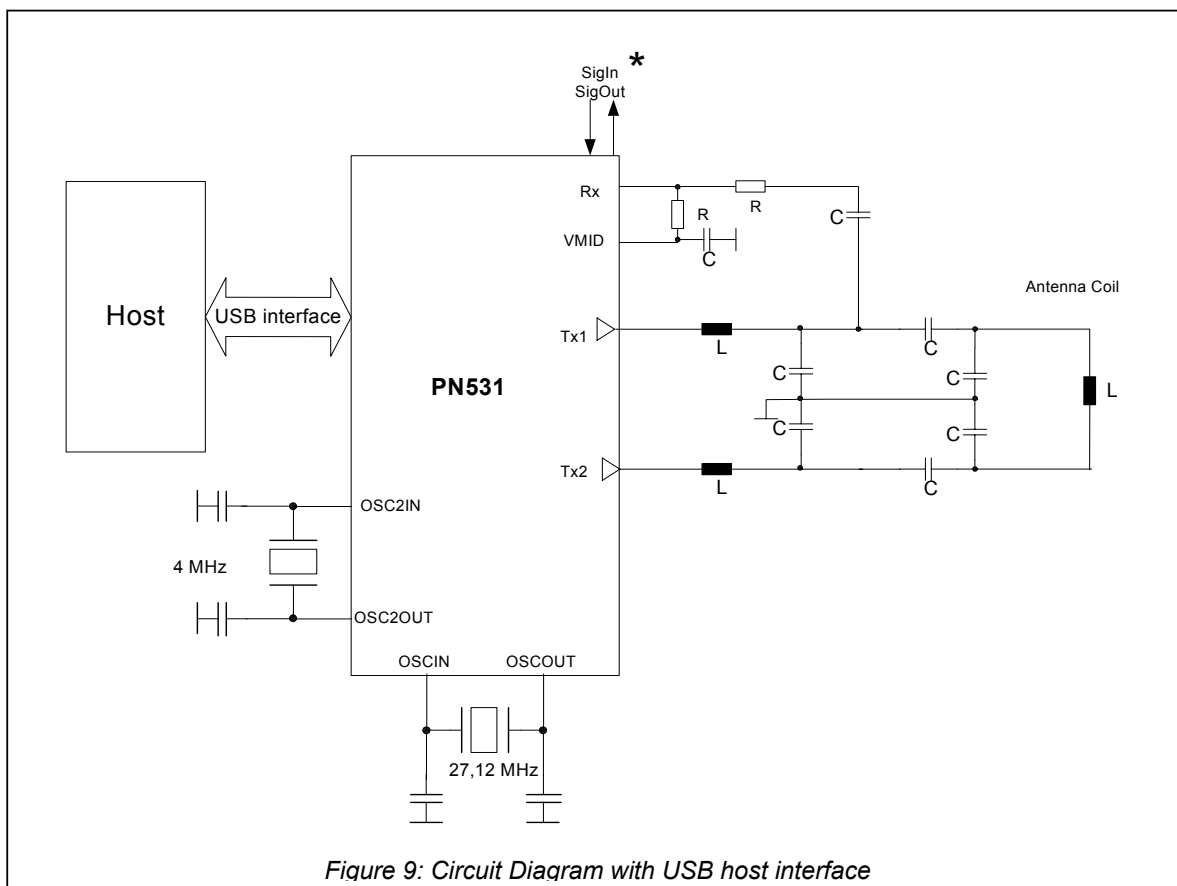 *
SigIn
SigOut
Rx
R
C
R
VMID
C
Antenna Coil
Host
USB interface
Tx1
L
C
C
C
L
PN531
C
C
Tx2
L
C
OSC2IN
4 MHz
OSC2OUT
OSCIN
OSCOUT
27,12 MHz
Figure 9: Circuit Diagram with USB host interface